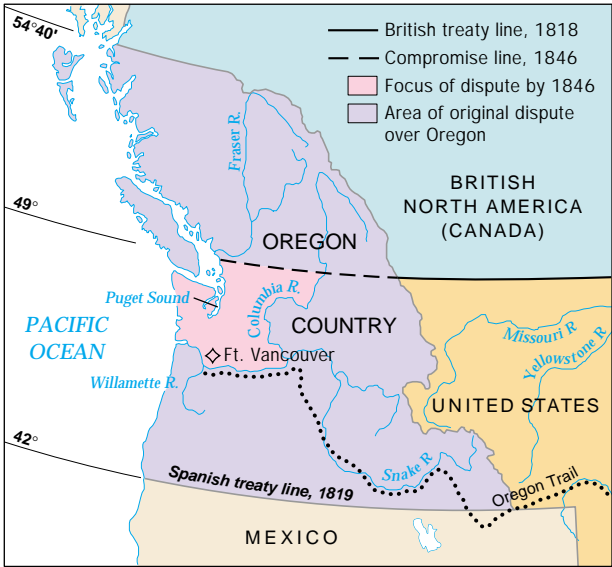 54°40'
British treaty line, 1818
Compromise line, 1846
Focus of dispute by 1846
Area of original dispute
over Oregon
Fraser R.
BRITISH
NORTH AMERICA
(CANADA)
49°
OREGON
Puget Sound
Columbia R.
COUNTRY
PACIFIC
OCEAN
Missouri R
Yellowstone R.
Ft. Vancouver
Willamette R.
UNITED STATES
42°
Snake R
Spanish treaty line, 1819
Oregon Trail
MEXICO